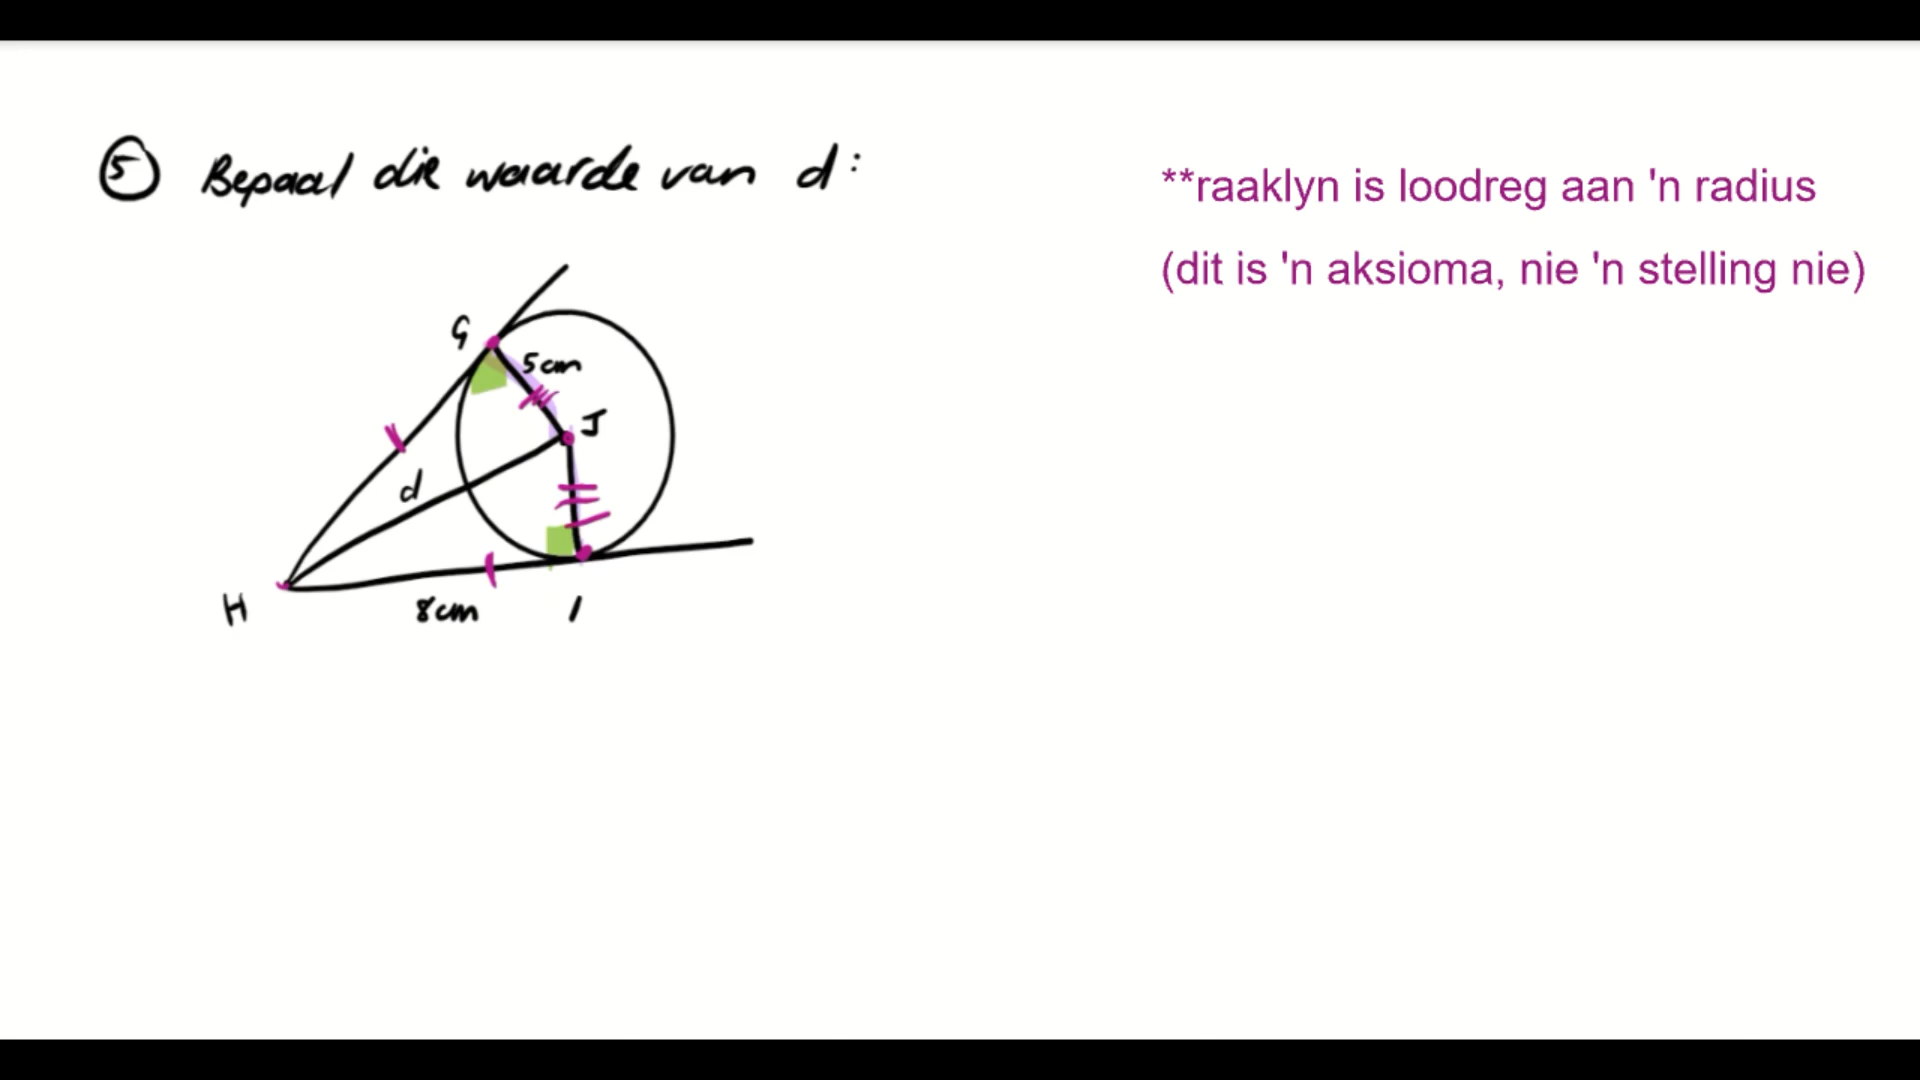 5 Bepaal die waarde van d:
**raaklyn is loodreg aan 'n radius
(dit is 'n aksioma, nie 'n stelling nie)
G
5cm
J
d
H
8cm
I